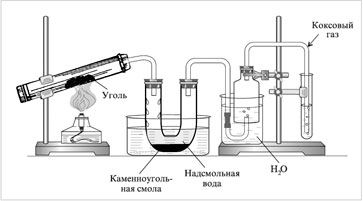 Коксовый
газ
Уголь
Каменноуголь-
ная смола
Надсмольная
вода
H₂O